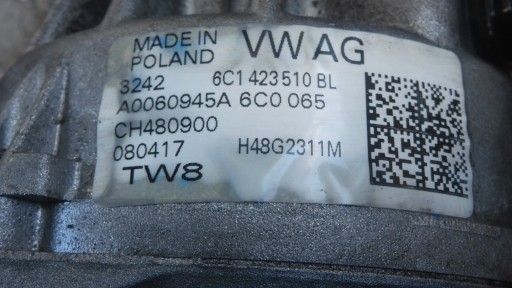 MADE IN
POLAND
VW AG
3242 6C1 423 510 BL
A0060945A 6C0 065
CH480900
080417 H48G2311M
TW8